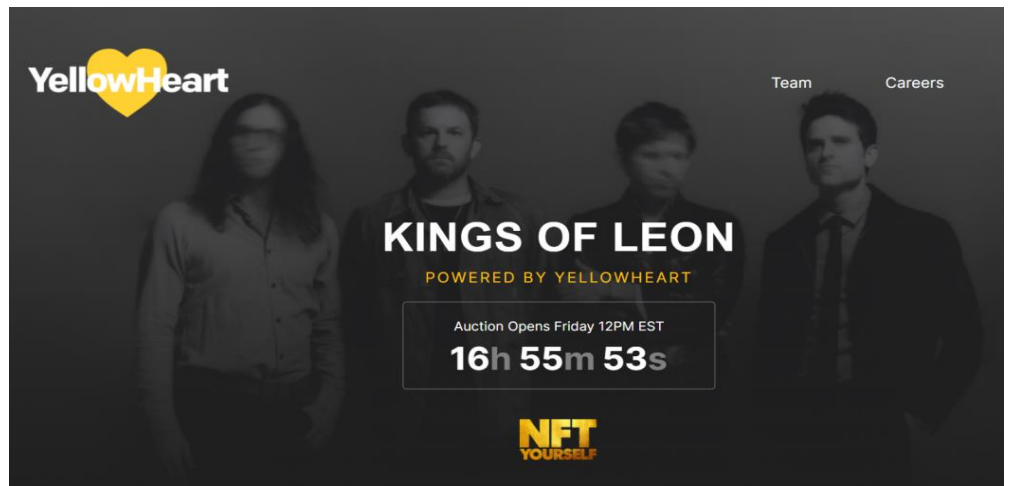 YellowHeart
Team Careers
KINGS OF LEON
POWERED BY YELLOWHEART
Auction Opens Friday 12PM EST
16h 55m 53s
NFT
YOURSELF